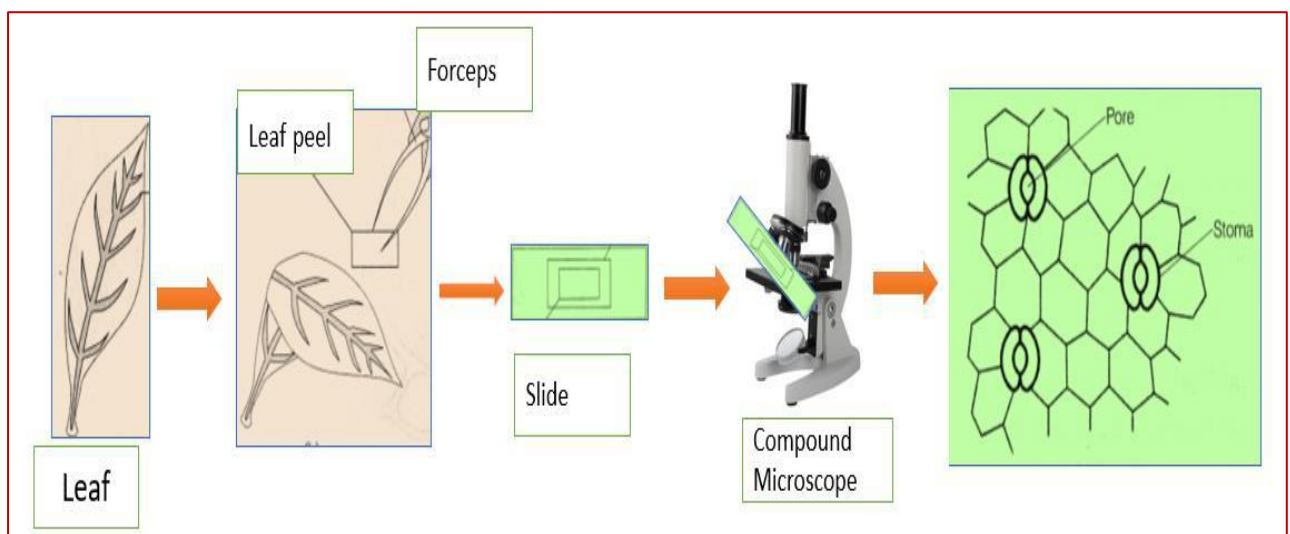 Forceps
Leaf peel
Pore
Stoma
Slide
Compound
Microscope
Leaf